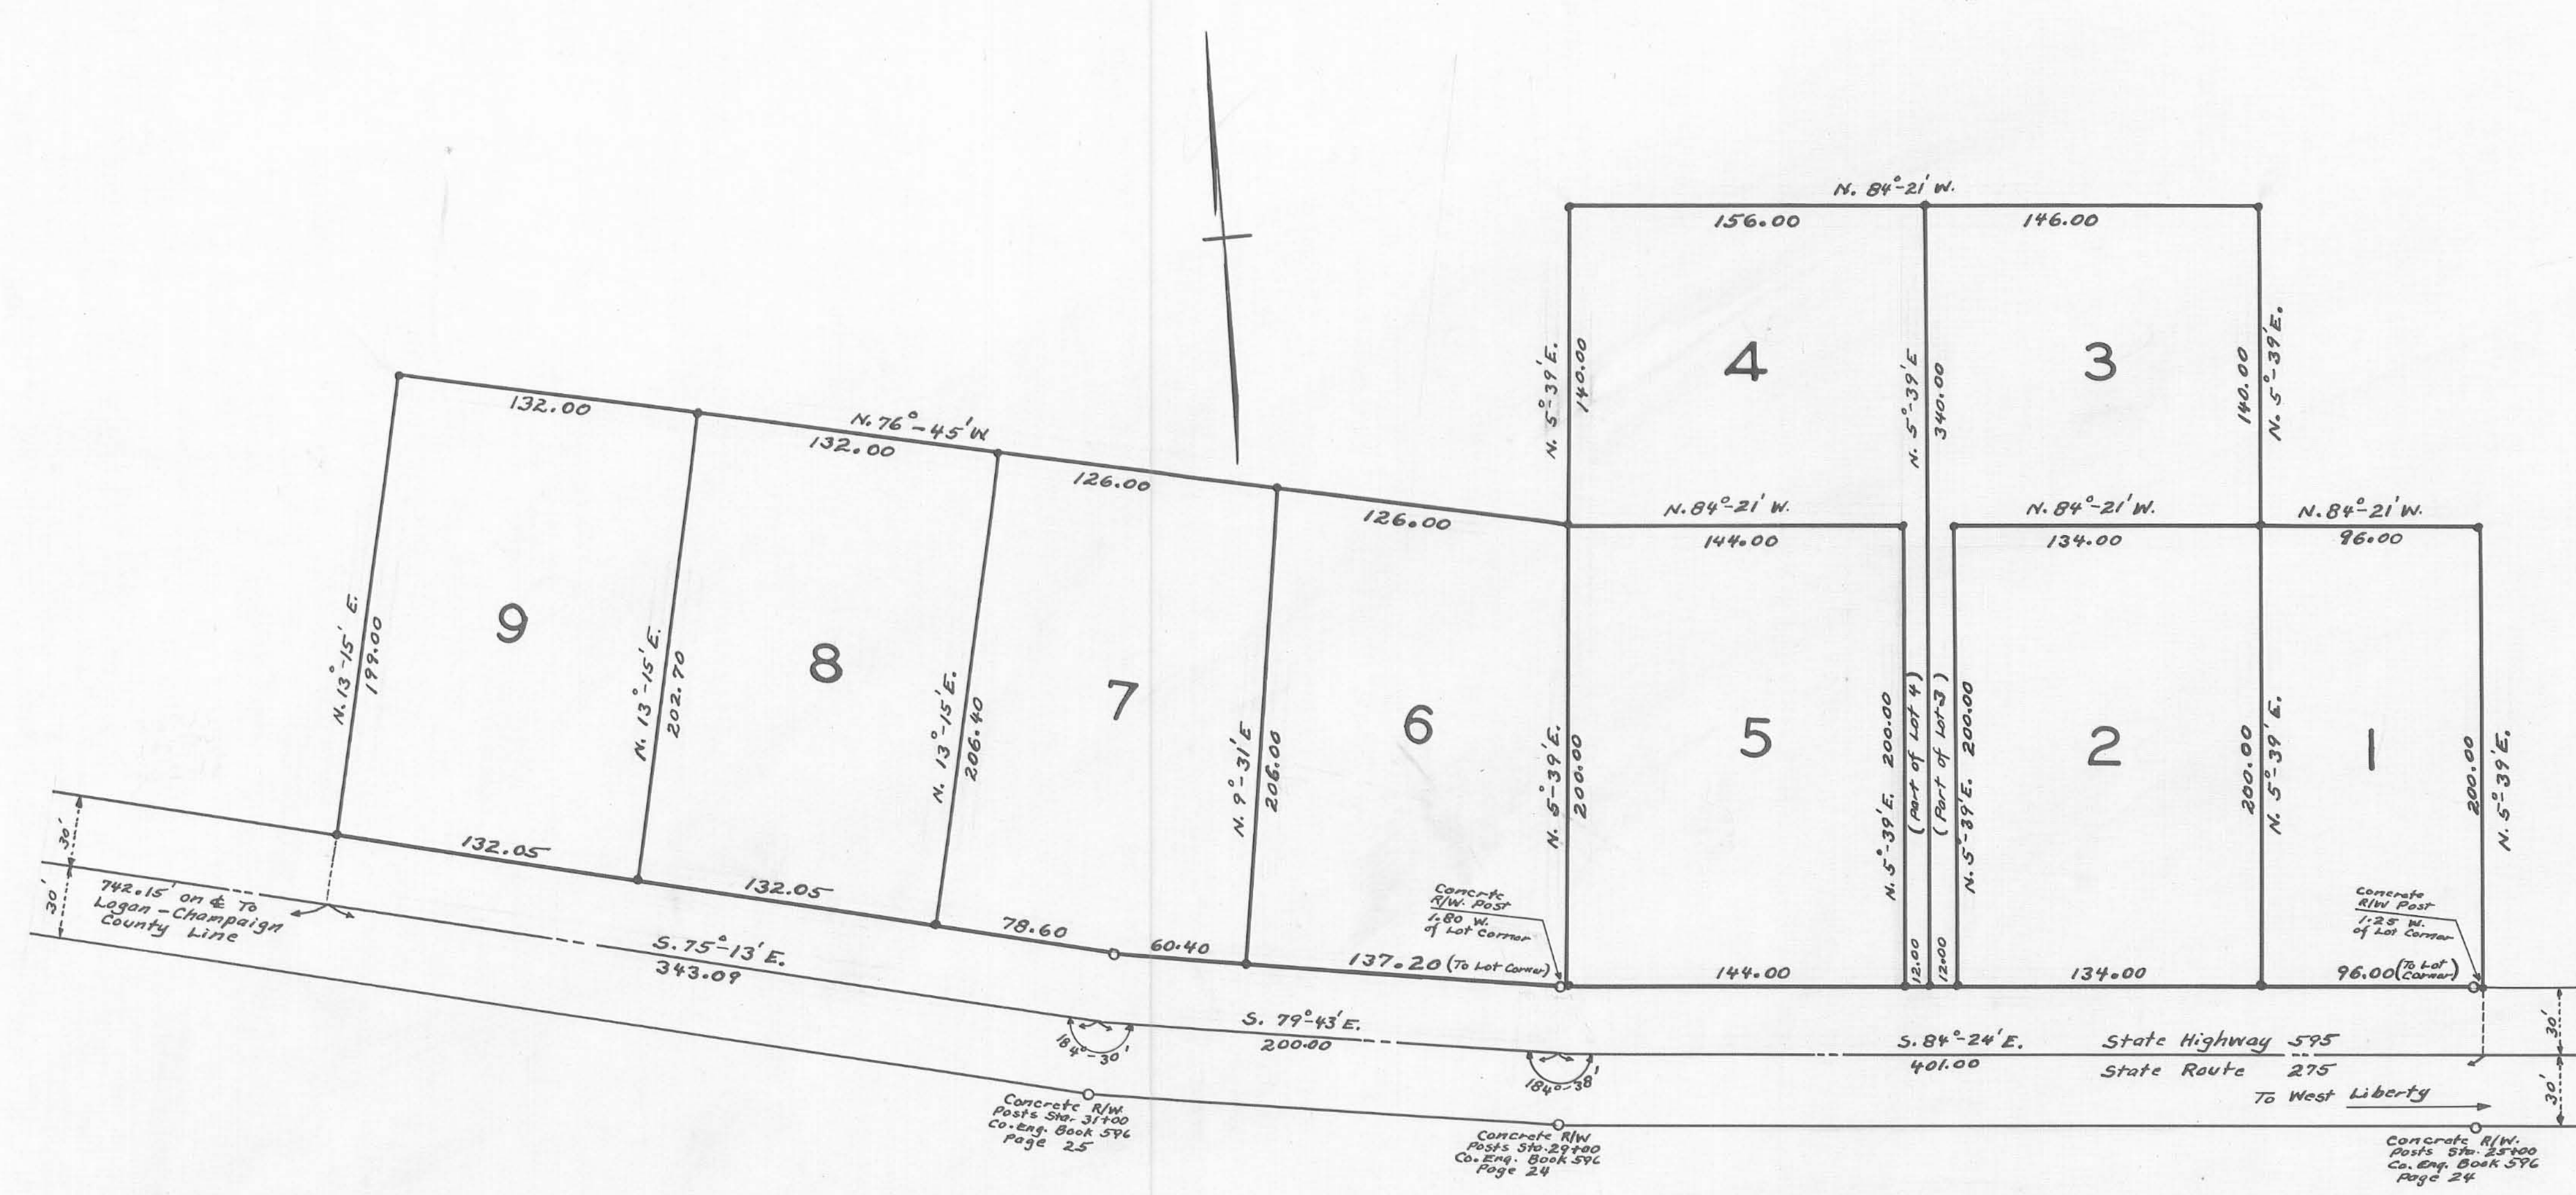 N. 84°-21' W.
156.00
146.00
N. 5°-39' E.
140.00
4
N. 5°-39' E
340.00
3
140.00
N. 5°-39' E.
132.00
N. 76°-45' W
132.00
126.00
126.00
N. 84°-21' W.
144.00
N. 84°-21' W.
134.00
N. 84°-21' W.
96.00
N. 13°-15' E.
199.00
9
N. 13°-15' E.
202.70
8
N. 13°-15' E.
206.40
7
N. 9°-31' E
206.00
6
N. 5°-39' E.
200.00
5
N. 5°-39' E. 200.00
(Part of Lot 4)
(Part of Lot 3)
N. 5°-39' E. 200.00
2
200.00
N. 5°-39' E.
1
200.00
N. 5°-39' E.
132.05
132.05
78.60
60.40
137.20 (To Lot Corner)
Concrete
R/W. Post
1.80 W.
of Lot Corner
144.00
12.00
12.00
134.00
Concrete
R/W Post
1.25 W.
of Lot Corner
96.00 (To Lot
Corner)
30'
30'
742.15' on ℄ To
Logan-Champaign
County Line
S. 75°-13' E.
343.09
184°-30'
S. 79°-43' E.
200.00
184°-38'
S. 84°-24' E.
401.00
State Highway 595
State Route 275
To West Liberty
30'
30'
Concrete R/W.
Posts Sta. 31+00
Co. Eng. Book 596
Page 25
Concrete R/W
Posts Sta. 29+00
Co. Eng. Book 596
Page 24
Concrete R/W.
Posts Sta. 25+00
Co. Eng. Book 596
Page 24